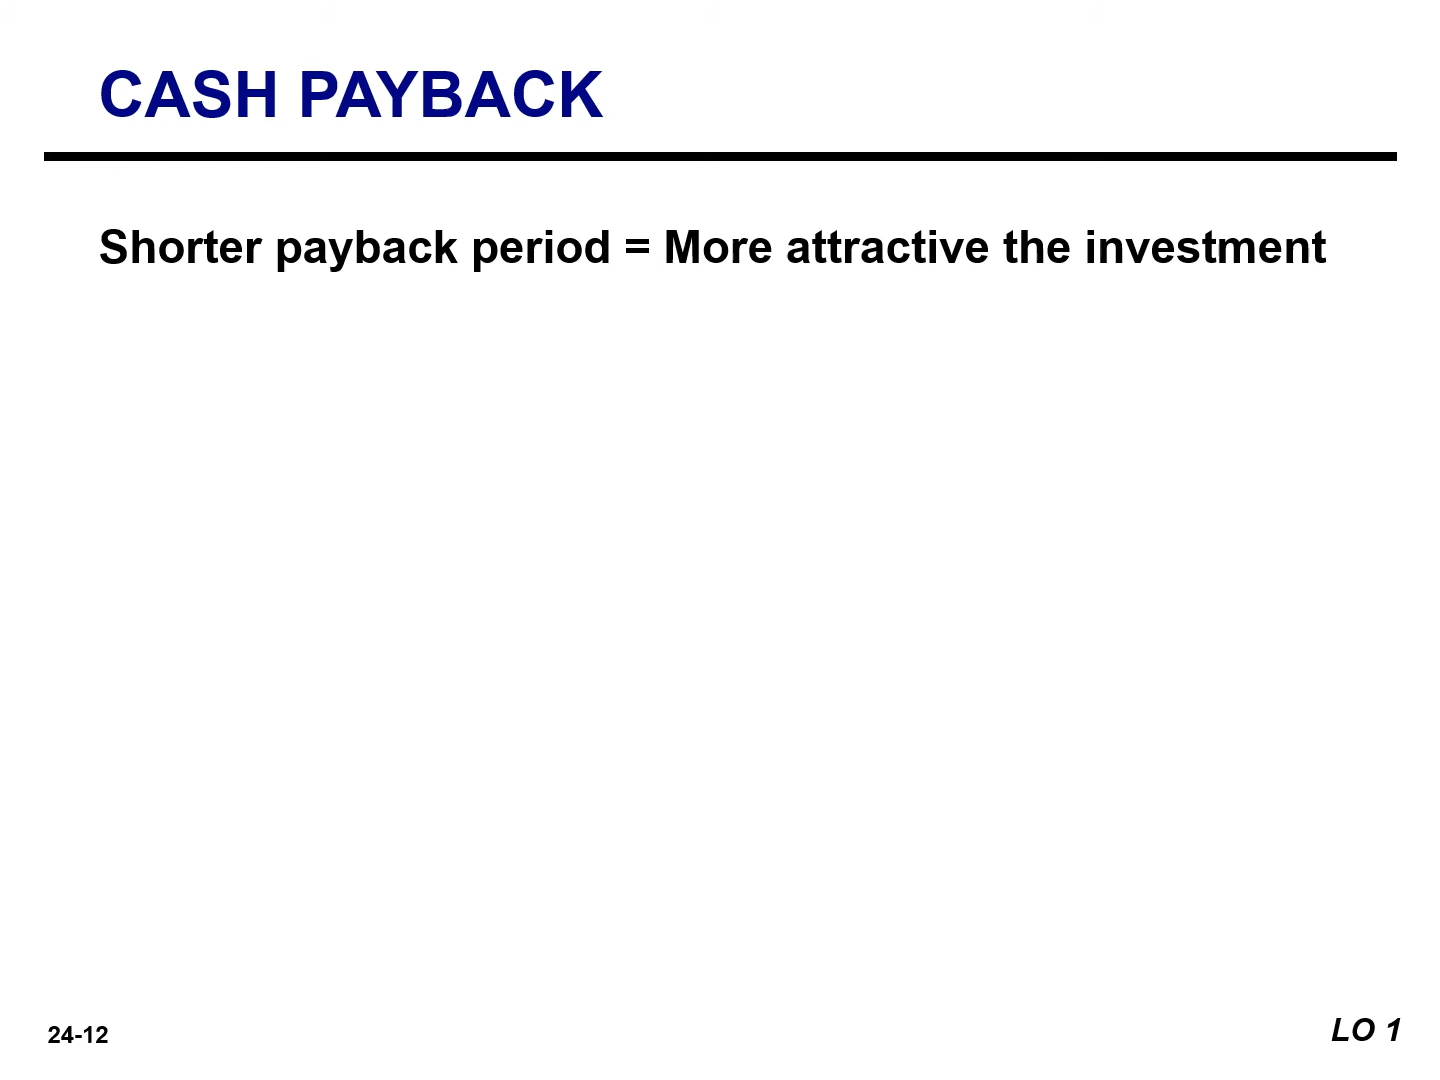 CASH PAYBACK
Shorter payback period = More attractive the investment
24-12
LO 1